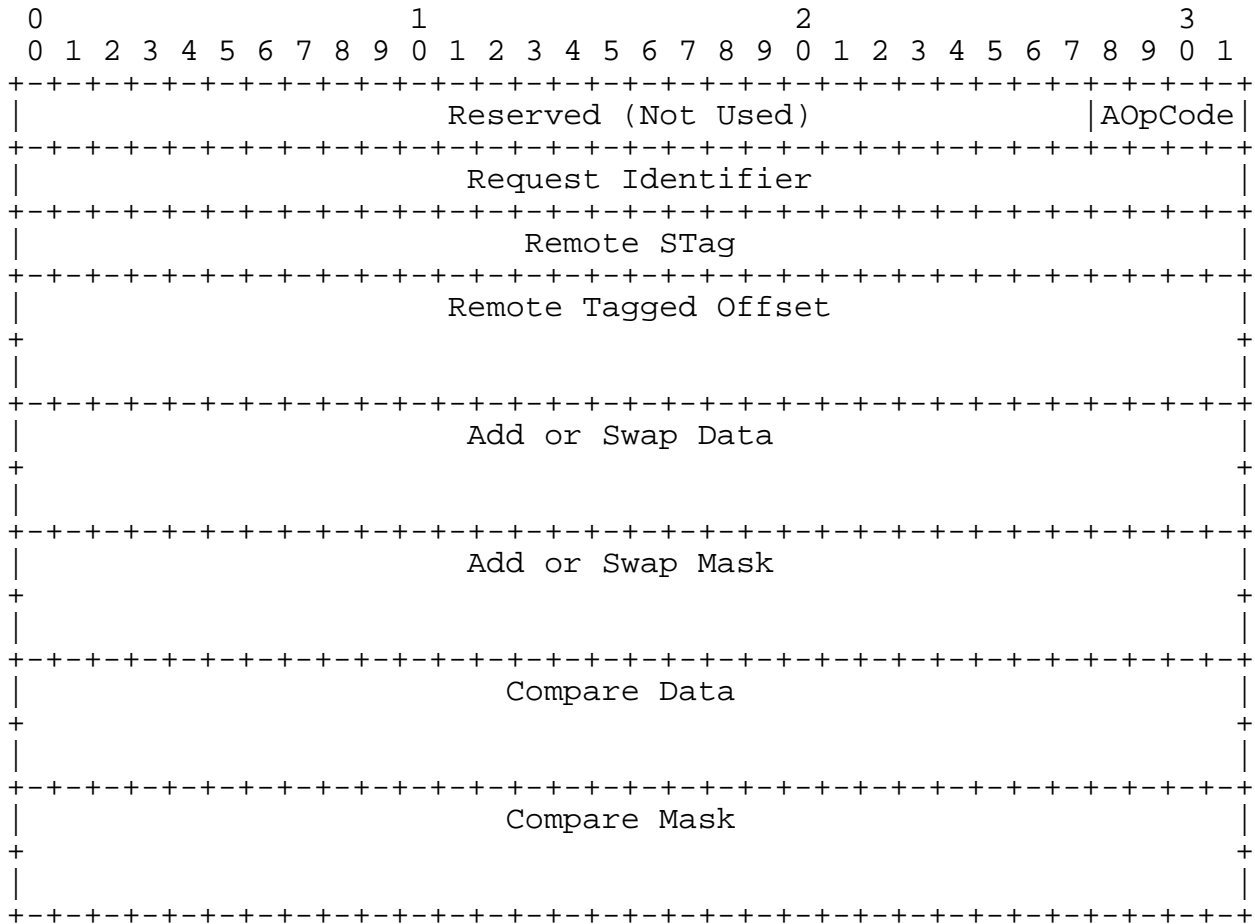 0                   1                   2                   3
 0 1 2 3 4 5 6 7 8 9 0 1 2 3 4 5 6 7 8 9 0 1 2 3 4 5 6 7 8 9 0 1
+-+-+-+-+-+-+-+-+-+-+-+-+-+-+-+-+-+-+-+-+-+-+-+-+-+-+-+-+-+-+-+-+
|                      Reserved (Not Used)              |AOpCode|
+-+-+-+-+-+-+-+-+-+-+-+-+-+-+-+-+-+-+-+-+-+-+-+-+-+-+-+-+-+-+-+-+
|                       Request Identifier                      |
+-+-+-+-+-+-+-+-+-+-+-+-+-+-+-+-+-+-+-+-+-+-+-+-+-+-+-+-+-+-+-+-+
|                          Remote STag                          |
+-+-+-+-+-+-+-+-+-+-+-+-+-+-+-+-+-+-+-+-+-+-+-+-+-+-+-+-+-+-+-+-+
|                      Remote Tagged Offset                     |
+                                                               +
|                                                               |
+-+-+-+-+-+-+-+-+-+-+-+-+-+-+-+-+-+-+-+-+-+-+-+-+-+-+-+-+-+-+-+-+
|                       Add or Swap Data                        |
+                                                               +
|                                                               |
+-+-+-+-+-+-+-+-+-+-+-+-+-+-+-+-+-+-+-+-+-+-+-+-+-+-+-+-+-+-+-+-+
|                       Add or Swap Mask                        |
+                                                               +
|                                                               |
+-+-+-+-+-+-+-+-+-+-+-+-+-+-+-+-+-+-+-+-+-+-+-+-+-+-+-+-+-+-+-+-+
|                         Compare Data                          |
+                                                               +
|                                                               |
+-+-+-+-+-+-+-+-+-+-+-+-+-+-+-+-+-+-+-+-+-+-+-+-+-+-+-+-+-+-+-+-+
|                         Compare Mask                          |
+                                                               +
|                                                               |
+-+-+-+-+-+-+-+-+-+-+-+-+-+-+-+-+-+-+-+-+-+-+-+-+-+-+-+-+-+-+-+-+